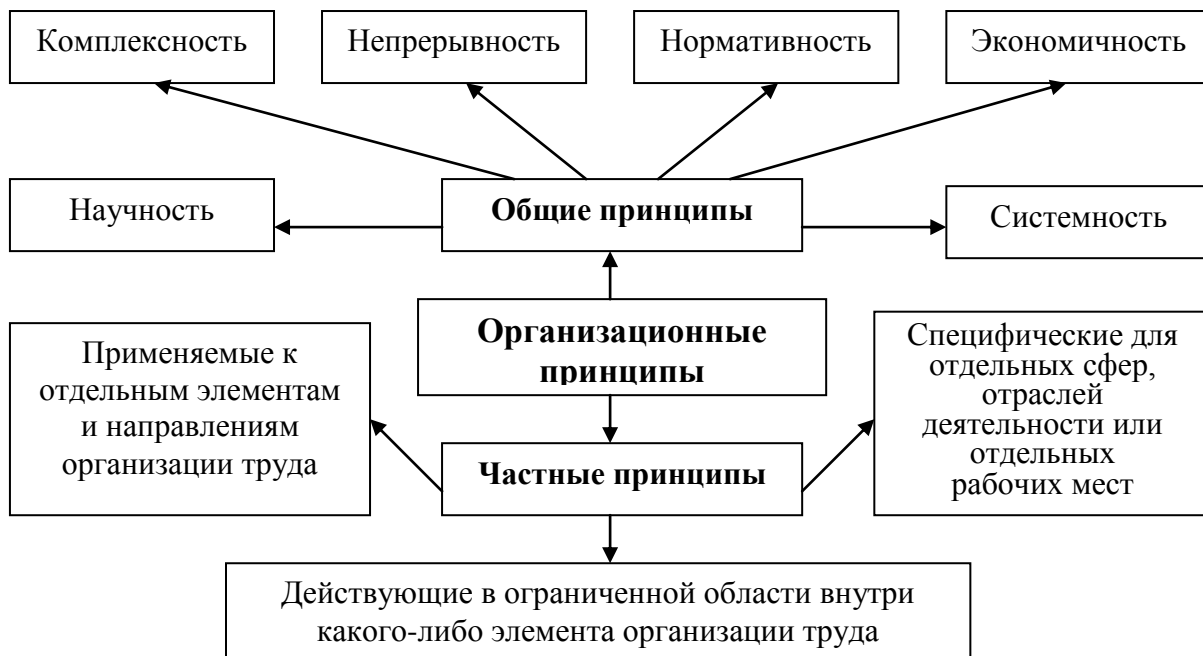 Комплексность
Непрерывность
Нормативность
Экономичность
Научность
Общие принципы
Системность
Организационные
принципы
Применяемые к
отдельным элементам
и направлениям
организации труда
Специфические для
отдельных сфер,
отраслей
деятельности или
отдельных
рабочих мест
Частные принципы
Действующие в ограниченной области внутри
какого-либо элемента организации труда